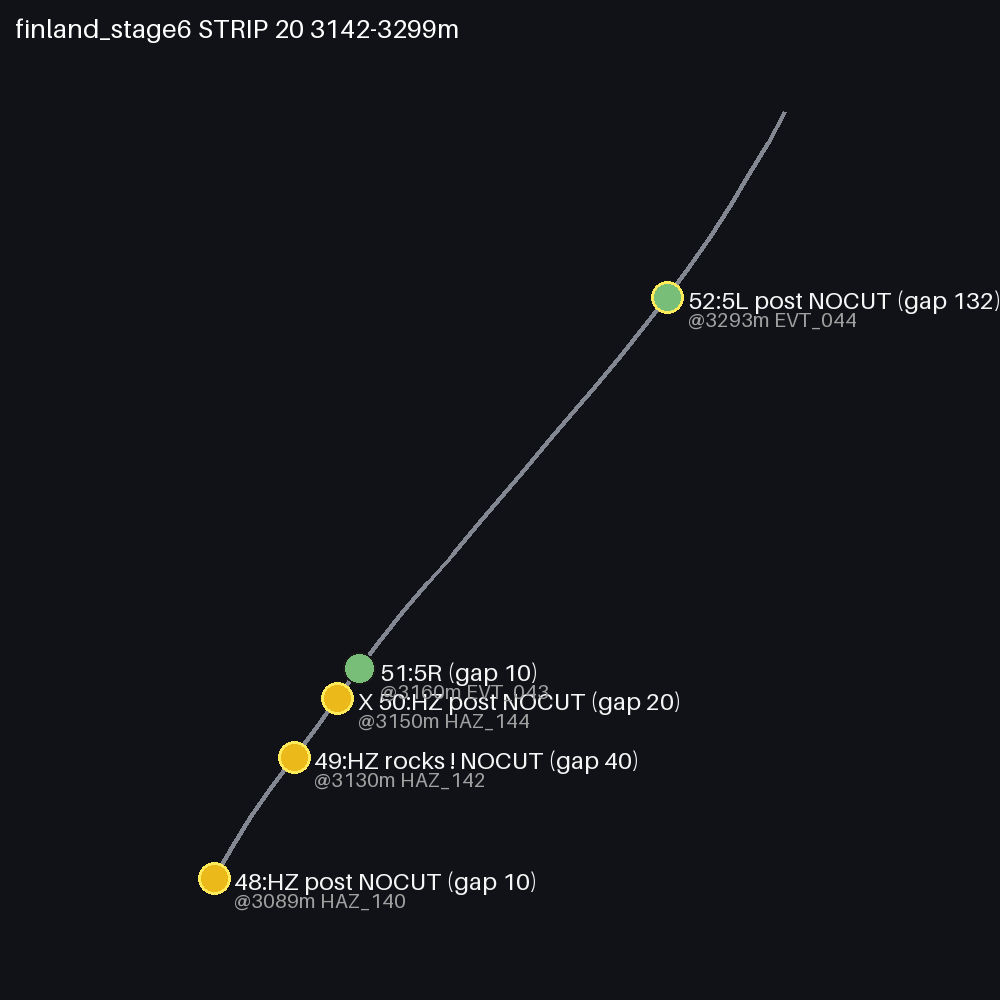 finland_stage6 STRIP 20 3142-3299m
52:5L post NOCUT (gap 132)
@3293m EVT_044
51:5R (gap 10)
@3160m EVT_043
X 50:HZ post NOCUT (gap 20)
@3150m HAZ_144
49:HZ rocks ! NOCUT (gap 40)
@3130m HAZ_142
48:HZ post NOCUT (gap 10)
@3089m HAZ_140